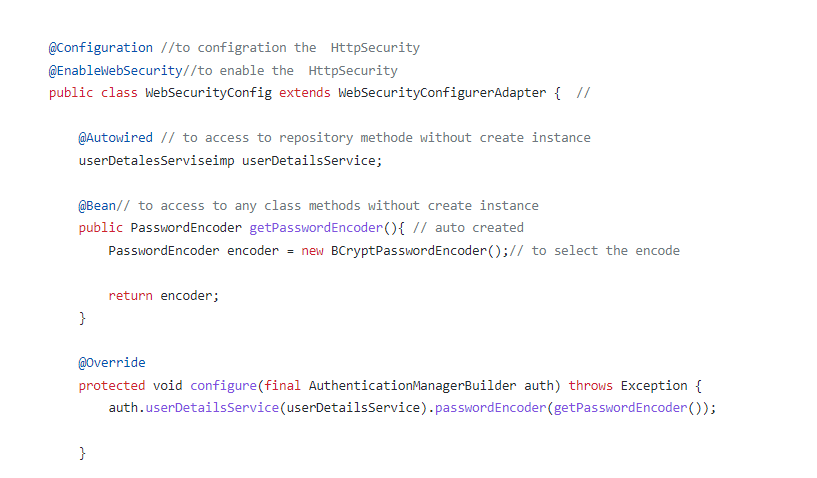 @Configuration //to configration the  HttpSecurity
@EnableWebSecurity//to enable the  HttpSecurity
public class WebSecurityConfig extends WebSecurityConfigurerAdapter {  //
@Autowired // to access to repository methode without create instance
userDetalesServiseimp userDetailsService;
@Bean// to access to any class methods without create instance
public PasswordEncoder getPasswordEncoder(){ // auto created
PasswordEncoder encoder = new BCryptPasswordEncoder();// to select the encode
return encoder;
}
@Override
protected void configure(final AuthenticationManagerBuilder auth) throws Exception {
auth.userDetailsService(userDetailsService).passwordEncoder(getPasswordEncoder());
}